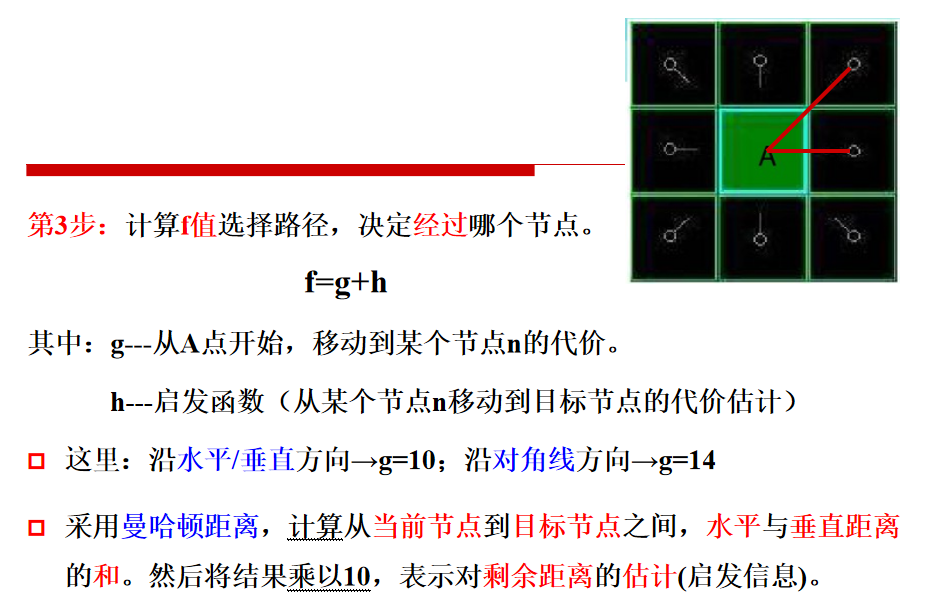 A
第3步：计算f值选择路径，决定经过哪个节点。
f=g+h
其中：g---从A点开始，移动到某个节点n的代价。
h---启发函数（从某个节点n移动到目标节点的代价估计）
这里：沿水平/垂直方向→g=10；沿对角线方向→g=14
采用曼哈顿距离，计算从当前节点到目标节点之间，水平与垂直距离
的和。然后将结果乘以10，表示对剩余距离的估计(启发信息)。